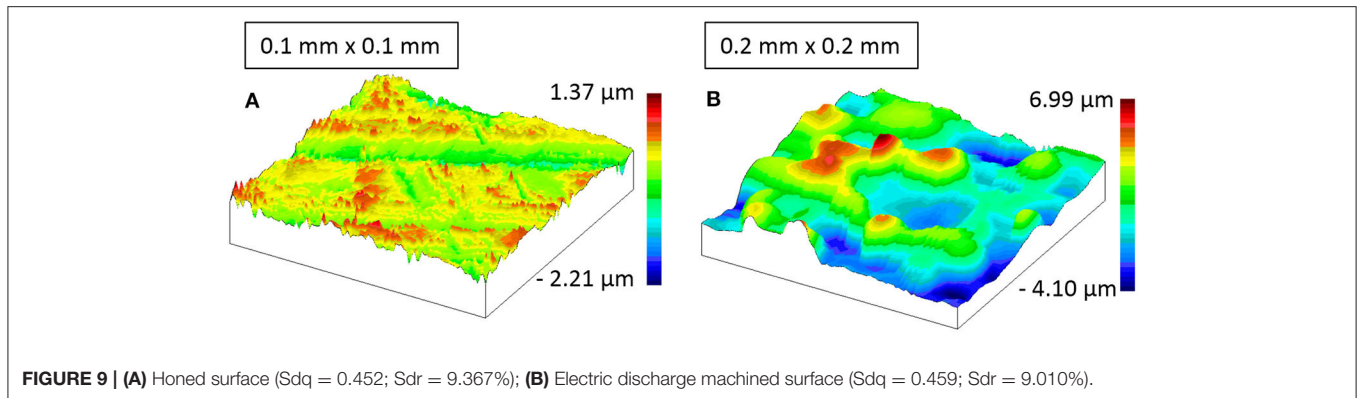 0.1 mm x 0.1 mm
0.2 mm x 0.2 mm
A
1.37 µm
- 2.21 µm
B
6.99 µm
- 4.10 µm
FIGURE 9 | (A) Honed surface (Sdq = 0.452; Sdr = 9.367%); (B) Electric discharge machined surface (Sdq = 0.459; Sdr = 9.010%).